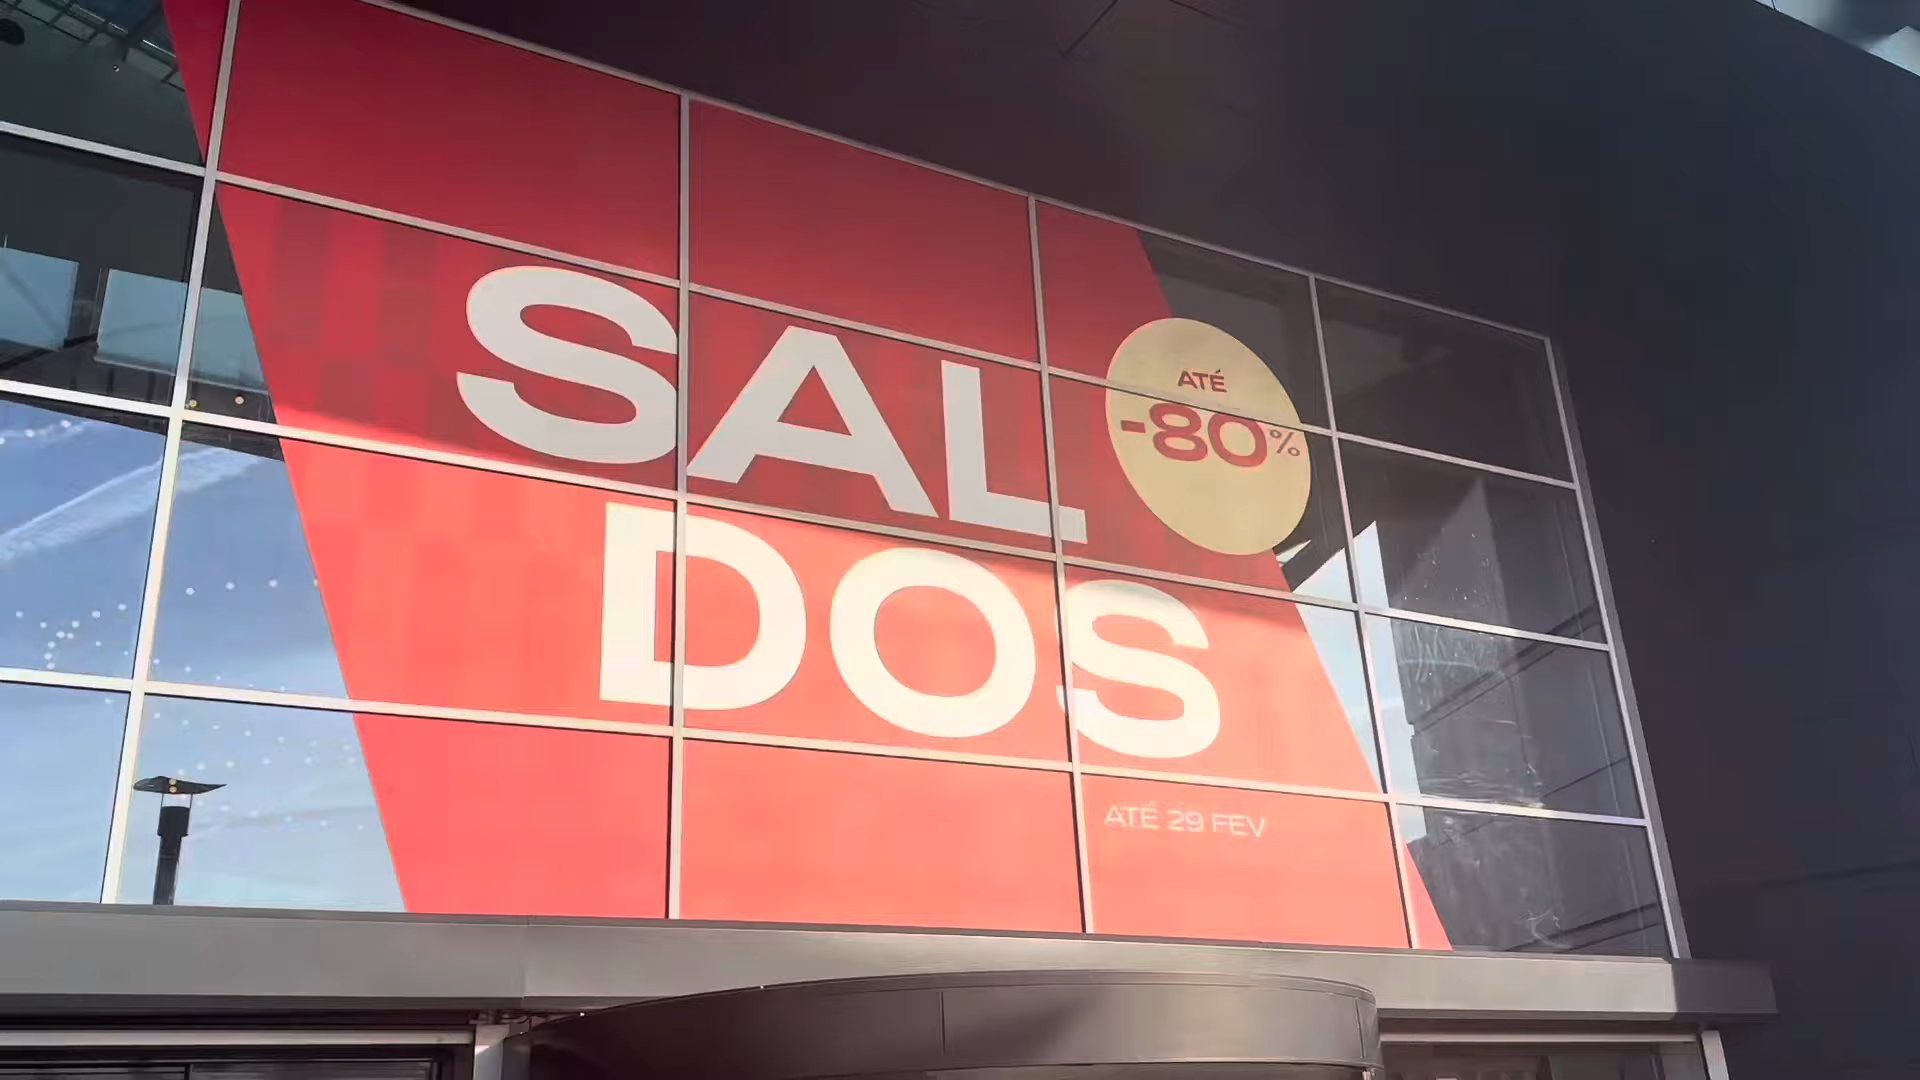 SAL
DOS
ATÉ
-80%
ATÉ 29 FEV